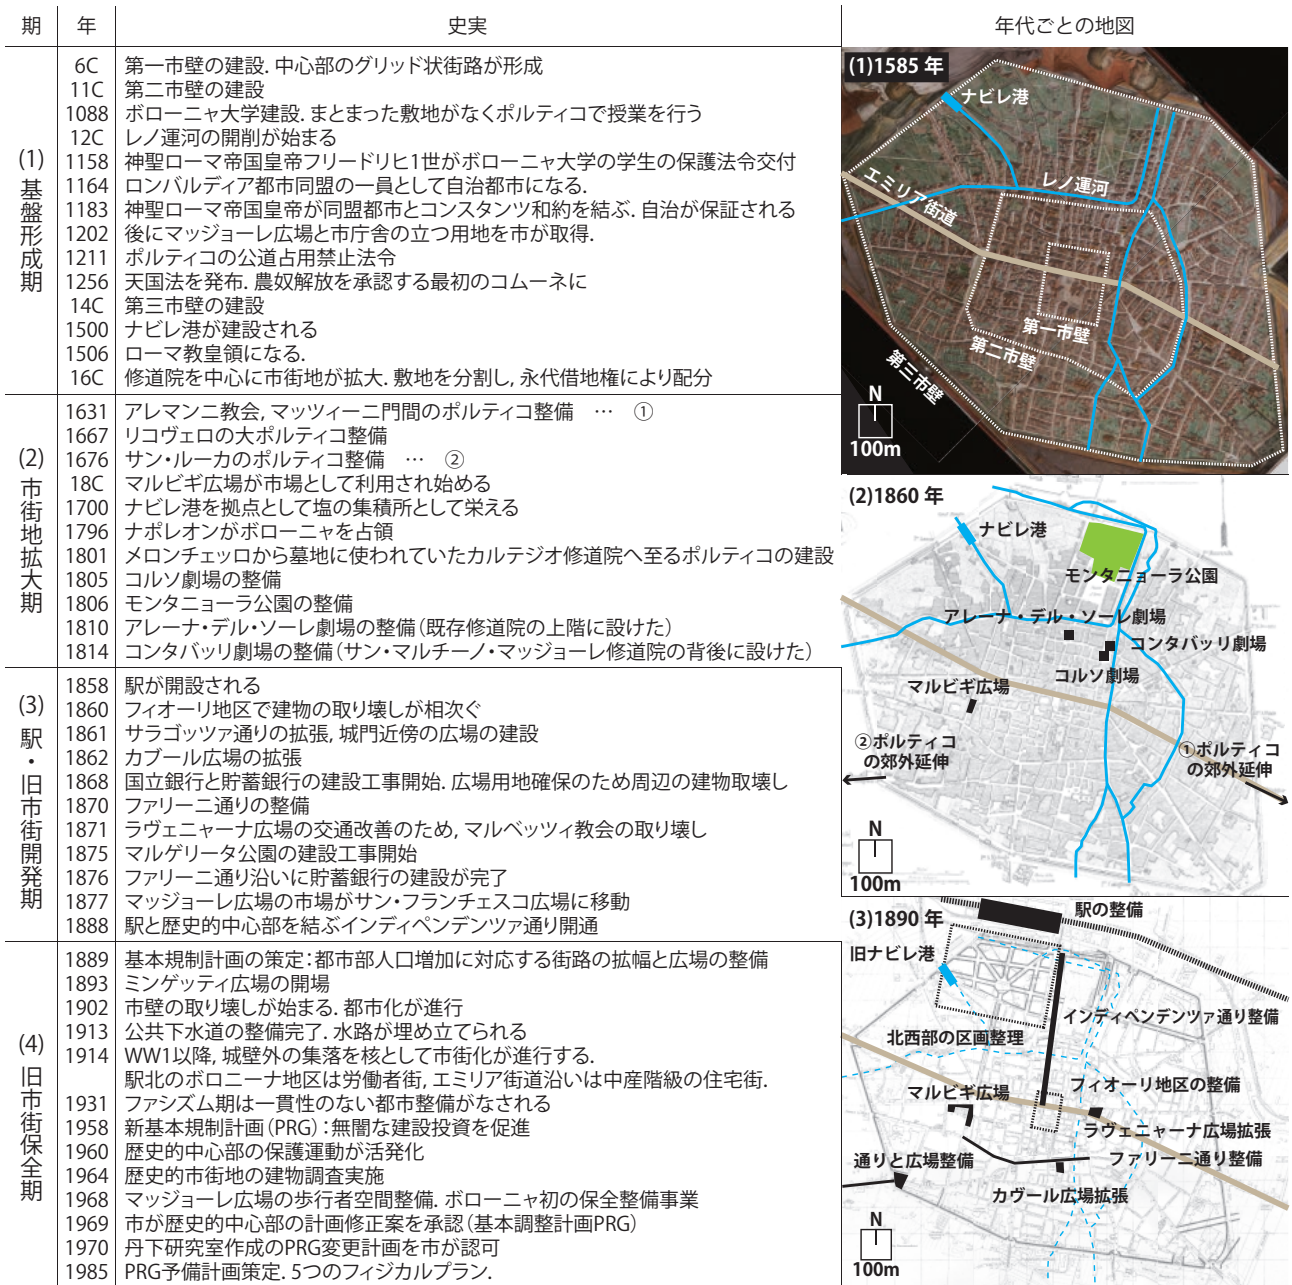 期 年 史実 年代ごとの地図
(1) 基盤形成期
6C 第一市壁の建設. 中心部のグリッド状街路が形成
11C 第二市壁の建設
1088 ボローニャ大学建設. まとまった敷地がなくポルティコで授業を行う
12C レノ運河の開削が始まる
1158 神聖ローマ帝国皇帝フリードリヒ1世がボローニャ大学の学生の保護法令交付
1164 ロンバルディア都市同盟の一員として自治都市になる.
1183 神聖ローマ帝国皇帝が同盟都市とコンスタンツ和約を結ぶ. 自治が保証される
1202 後にマッジョーレ広場と市庁舎の立つ用地を市が取得.
1211 ポルティコの公道占用禁止法令
1256 天国法を発布. 農奴解放を承認する最初のコムーネに
14C 第三市壁の建設
1500 ナビレ港が建設される
1506 ローマ教皇領になる.
16C 修道院を中心に市街地が拡大. 敷地を分割し, 永代借地権により配分
(2) 市街地拡大期
1631 アレマンニ教会, マッツィーニ門間のポルティコ整備 … ①
1667 リコヴェロの大ポルティコ整備
1676 サン・ルーカのポルティコ整備 … ②
18C マルビギ広場が市場として利用され始める
1700 ナビレ港を拠点として塩の集積所として栄える
1796 ナポレオンがボローニャを占領
1801 メロンチェッロから墓地に使われていたカルテジオ修道院へ至るポルティコの建設
1805 コルソ劇場の整備
1806 モンタニョーラ公園の整備
1810 アレーナ・デル・ソーレ劇場の整備（既存修道院の上階に設けた）
1814 コンタバッリ劇場の整備（サン・マルチーノ・マッジョーレ修道院の背後に設けた）
(3) 駅・旧市街開発期
1858 駅が開設される
1860 フィオーリ地区で建物の取り壊しが相次ぐ
1861 サラゴッツァ通りの拡張, 城門近傍の広場の建設
1862 カブール広場の拡張
1868 国立銀行と貯蓄銀行の建設工事開始. 広場用地確保のため周辺の建物取壊し
1870 ファリーニ通りの整備
1871 ラヴェニャーナ広場の交通改善のため, マルベッツィ教会の取り壊し
1875 マルゲリータ公園の建設工事開始
1876 ファリーニ通り沿いに貯蓄銀行の建設が完了
1877 マッジョーレ広場の市場がサン・フランチェスコ広場に移動
1888 駅と歴史的中心部を結ぶインディペンデンツァ通り開通
(4) 旧市街保全期
1889 基本規制計画の策定：都市部人口増加に対応する街路の拡幅と広場の整備
1893 ミンゲッティ広場の開場
1902 市壁の取り壊しが始まる. 都市化が進行
1913 公共下水道の整備完了. 水路が埋め立てられる
1914 WW1以降, 城壁外の集落を核として市街化が進行する.
駅北のボロニーナ地区は労働者街, エミリア街道沿いは中産階級の住宅街.
1931 ファシズム期は一貫性のない都市整備がなされる
1958 新基本規制計画（PRG）：無闇な建設投資を促進
1960 歴史的中心部の保護運動が活発化
1964 歴史的市街地の建物調査実施
1968 マッジョーレ広場の歩行者空間整備. ボローニャ初の保全整備事業
1969 市が歴史的中心部の計画修正案を承認（基本調整計画PRG）
1970 丹下研究室作成のPRG変更計画を市が認可
1985 PRG予備計画策定. 5つのフィジカルプラン.
(1)1585 年
ナビレ港
レノ運河
エミリア街道
第一市壁
第二市壁
第三市壁
N
100m
(2)1860 年
ナビレ港
モンタニョーラ公園
アレーナ・デル・ソーレ劇場
コンタバッリ劇場
コルソ劇場
マルビギ広場
②ポルティコ
の郊外延伸
①ポルティコ
の郊外延伸
N
100m
(3)1890 年
駅の整備
旧ナビレ港
インディペンデンツァ通り整備
北西部の区画整理
フィオーリ地区の整備
マルビギ広場
ラヴェニャーナ広場拡張
通りと広場整備
ファリーニ通り整備
カヴール広場拡張
N
100m